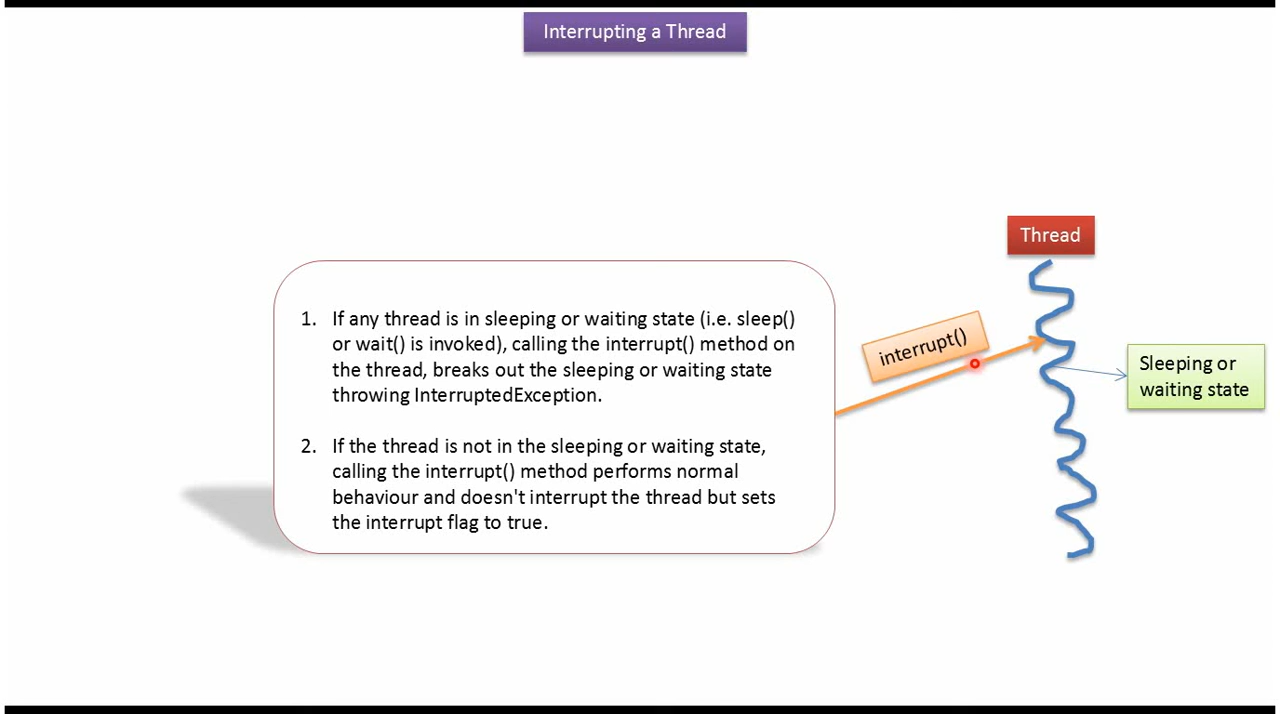 Interrupting a Thread
Thread
1. If any thread is in sleeping or waiting state (i.e. sleep()
or wait() is invoked), calling the interrupt() method on
the thread, breaks out the sleeping or waiting state
throwing InterruptedException.
2. If the thread is not in the sleeping or waiting state,
calling the interrupt() method performs normal
behaviour and doesn't interrupt the thread but sets
the interrupt flag to true.
interrupt()
Sleeping or
waiting state